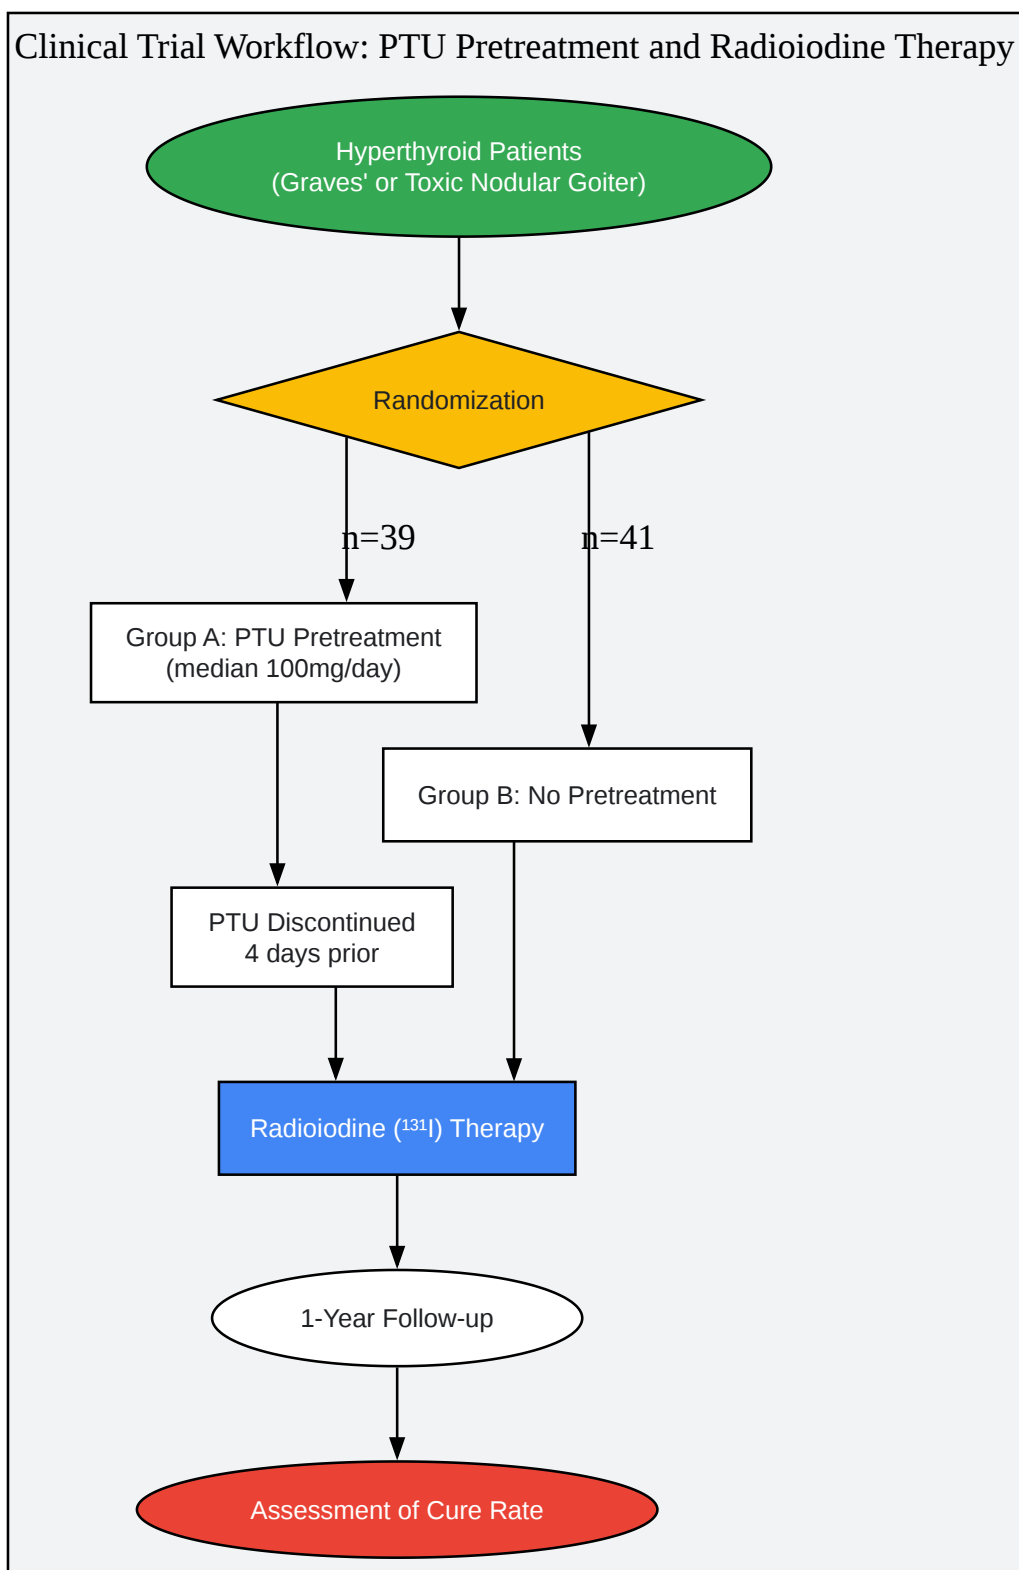 Clinical Trial Workflow: PTU Pretreatment and Radioiodine Therapy
Hyperthyroid Patients
(Graves' or Toxic Nodular Goiter)
Randomization
n=39
n=41
Group A: PTU Pretreatment
(median 100mg/day)
Group B: No Pretreatment
PTU Discontinued
4 days prior
Radioiodine (¹³¹I) Therapy
1-Year Follow-up
Assessment of Cure Rate